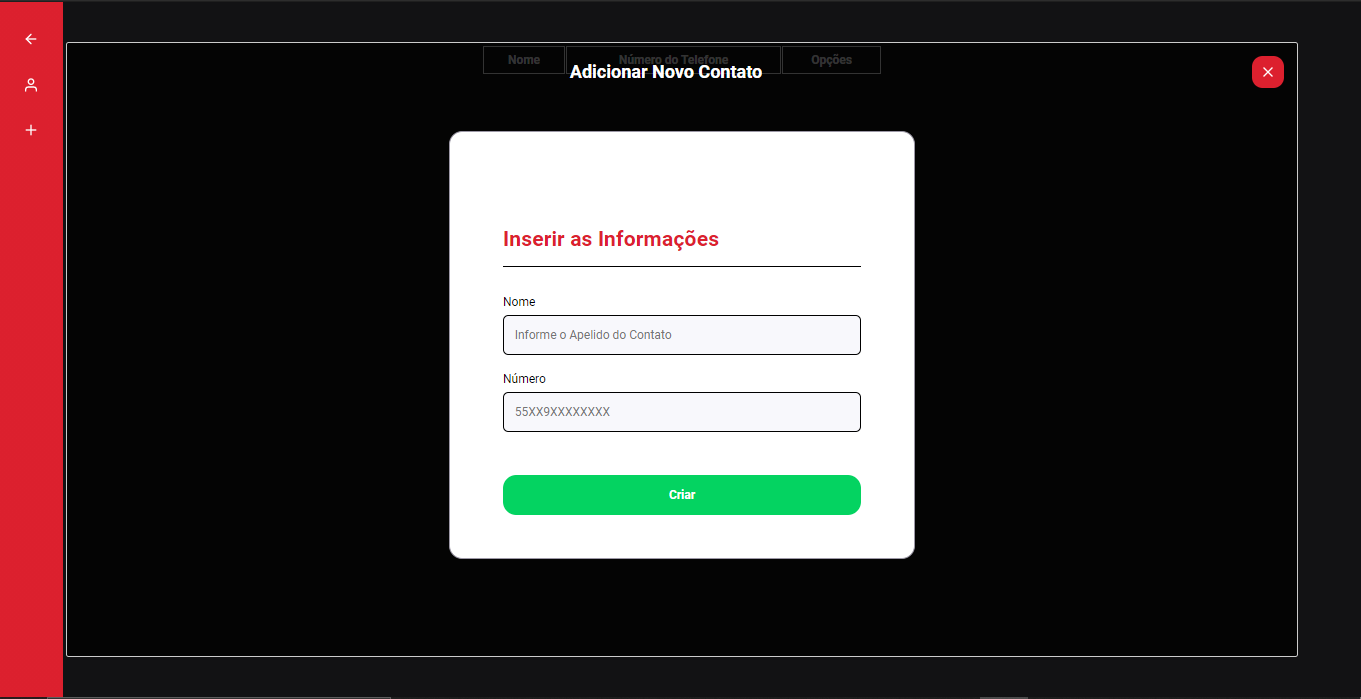 Nome Número do Telefone Opções
Adicionar Novo Contato
Inserir as Informações
Nome
Informe o Apelido do Contato
Número
55XX9XXXXXXXX
Criar